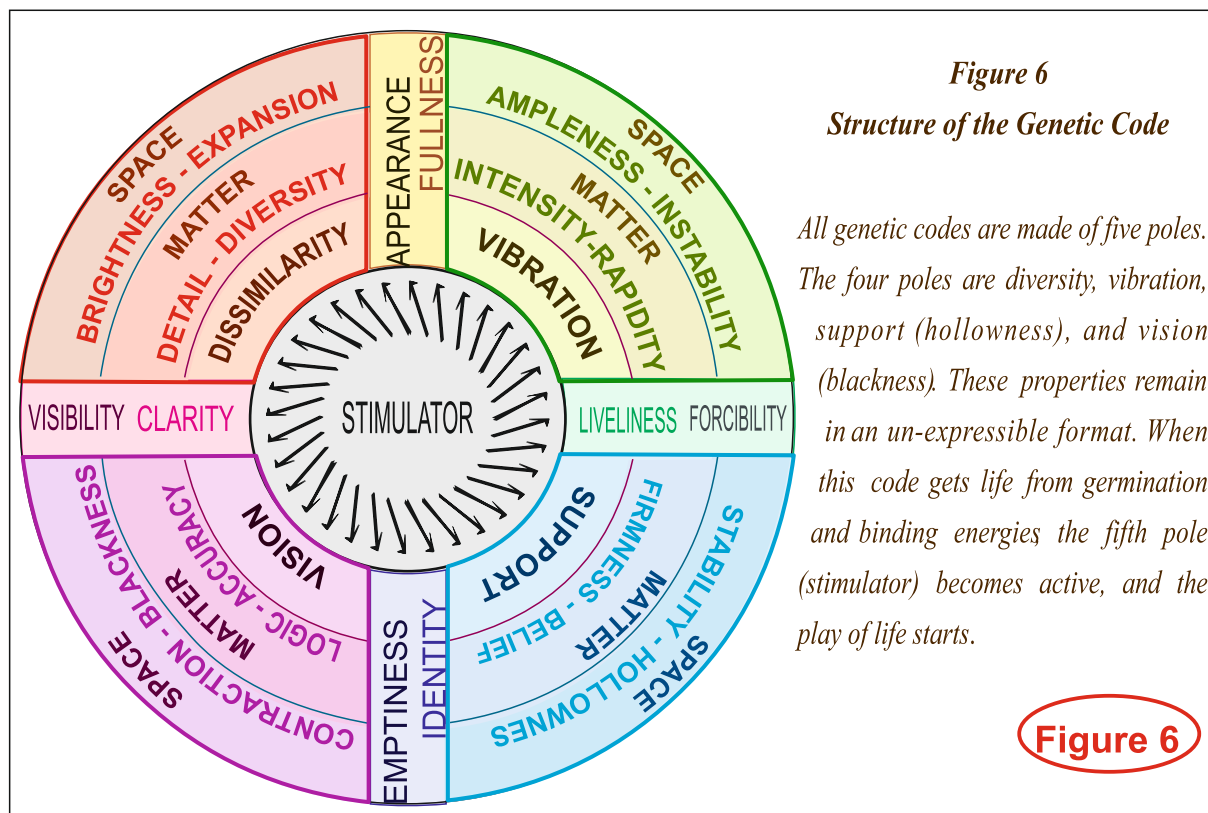 SPACE
BRIGHTNESS - EXPANSION
MATTER
DETAIL - DIVERSITY
DISSIMILARITY
APPEARANCE
FULLNESS
SPACE
AMPLENESS - INSTABILITY
MATTER
INTENSITY-RAPIDITY
VIBRATION
VISIBILITY CLARITY
STIMULATOR
LIVELINESS FORCIBILITY
VISION
LOGIC - ACCURACY
MATTER
CONTRACTION - BLACKNESS
SPACE
EMPTINESS
IDENTITY
SUPPORT
FIRMNESS - BELIEF
MATTER
STABILITY - HOLLOWNES
SPACE
Figure 6
Structure of the Genetic Code
All genetic codes are made of five poles.
The four poles are diversity, vibration,
support (hollowness), and vision
(blackness). These properties remain
in an un-expressible format. When
this code gets life from germination
and binding energies, the fifth pole
(stimulator) becomes active, and the
play of life starts.
Figure 6